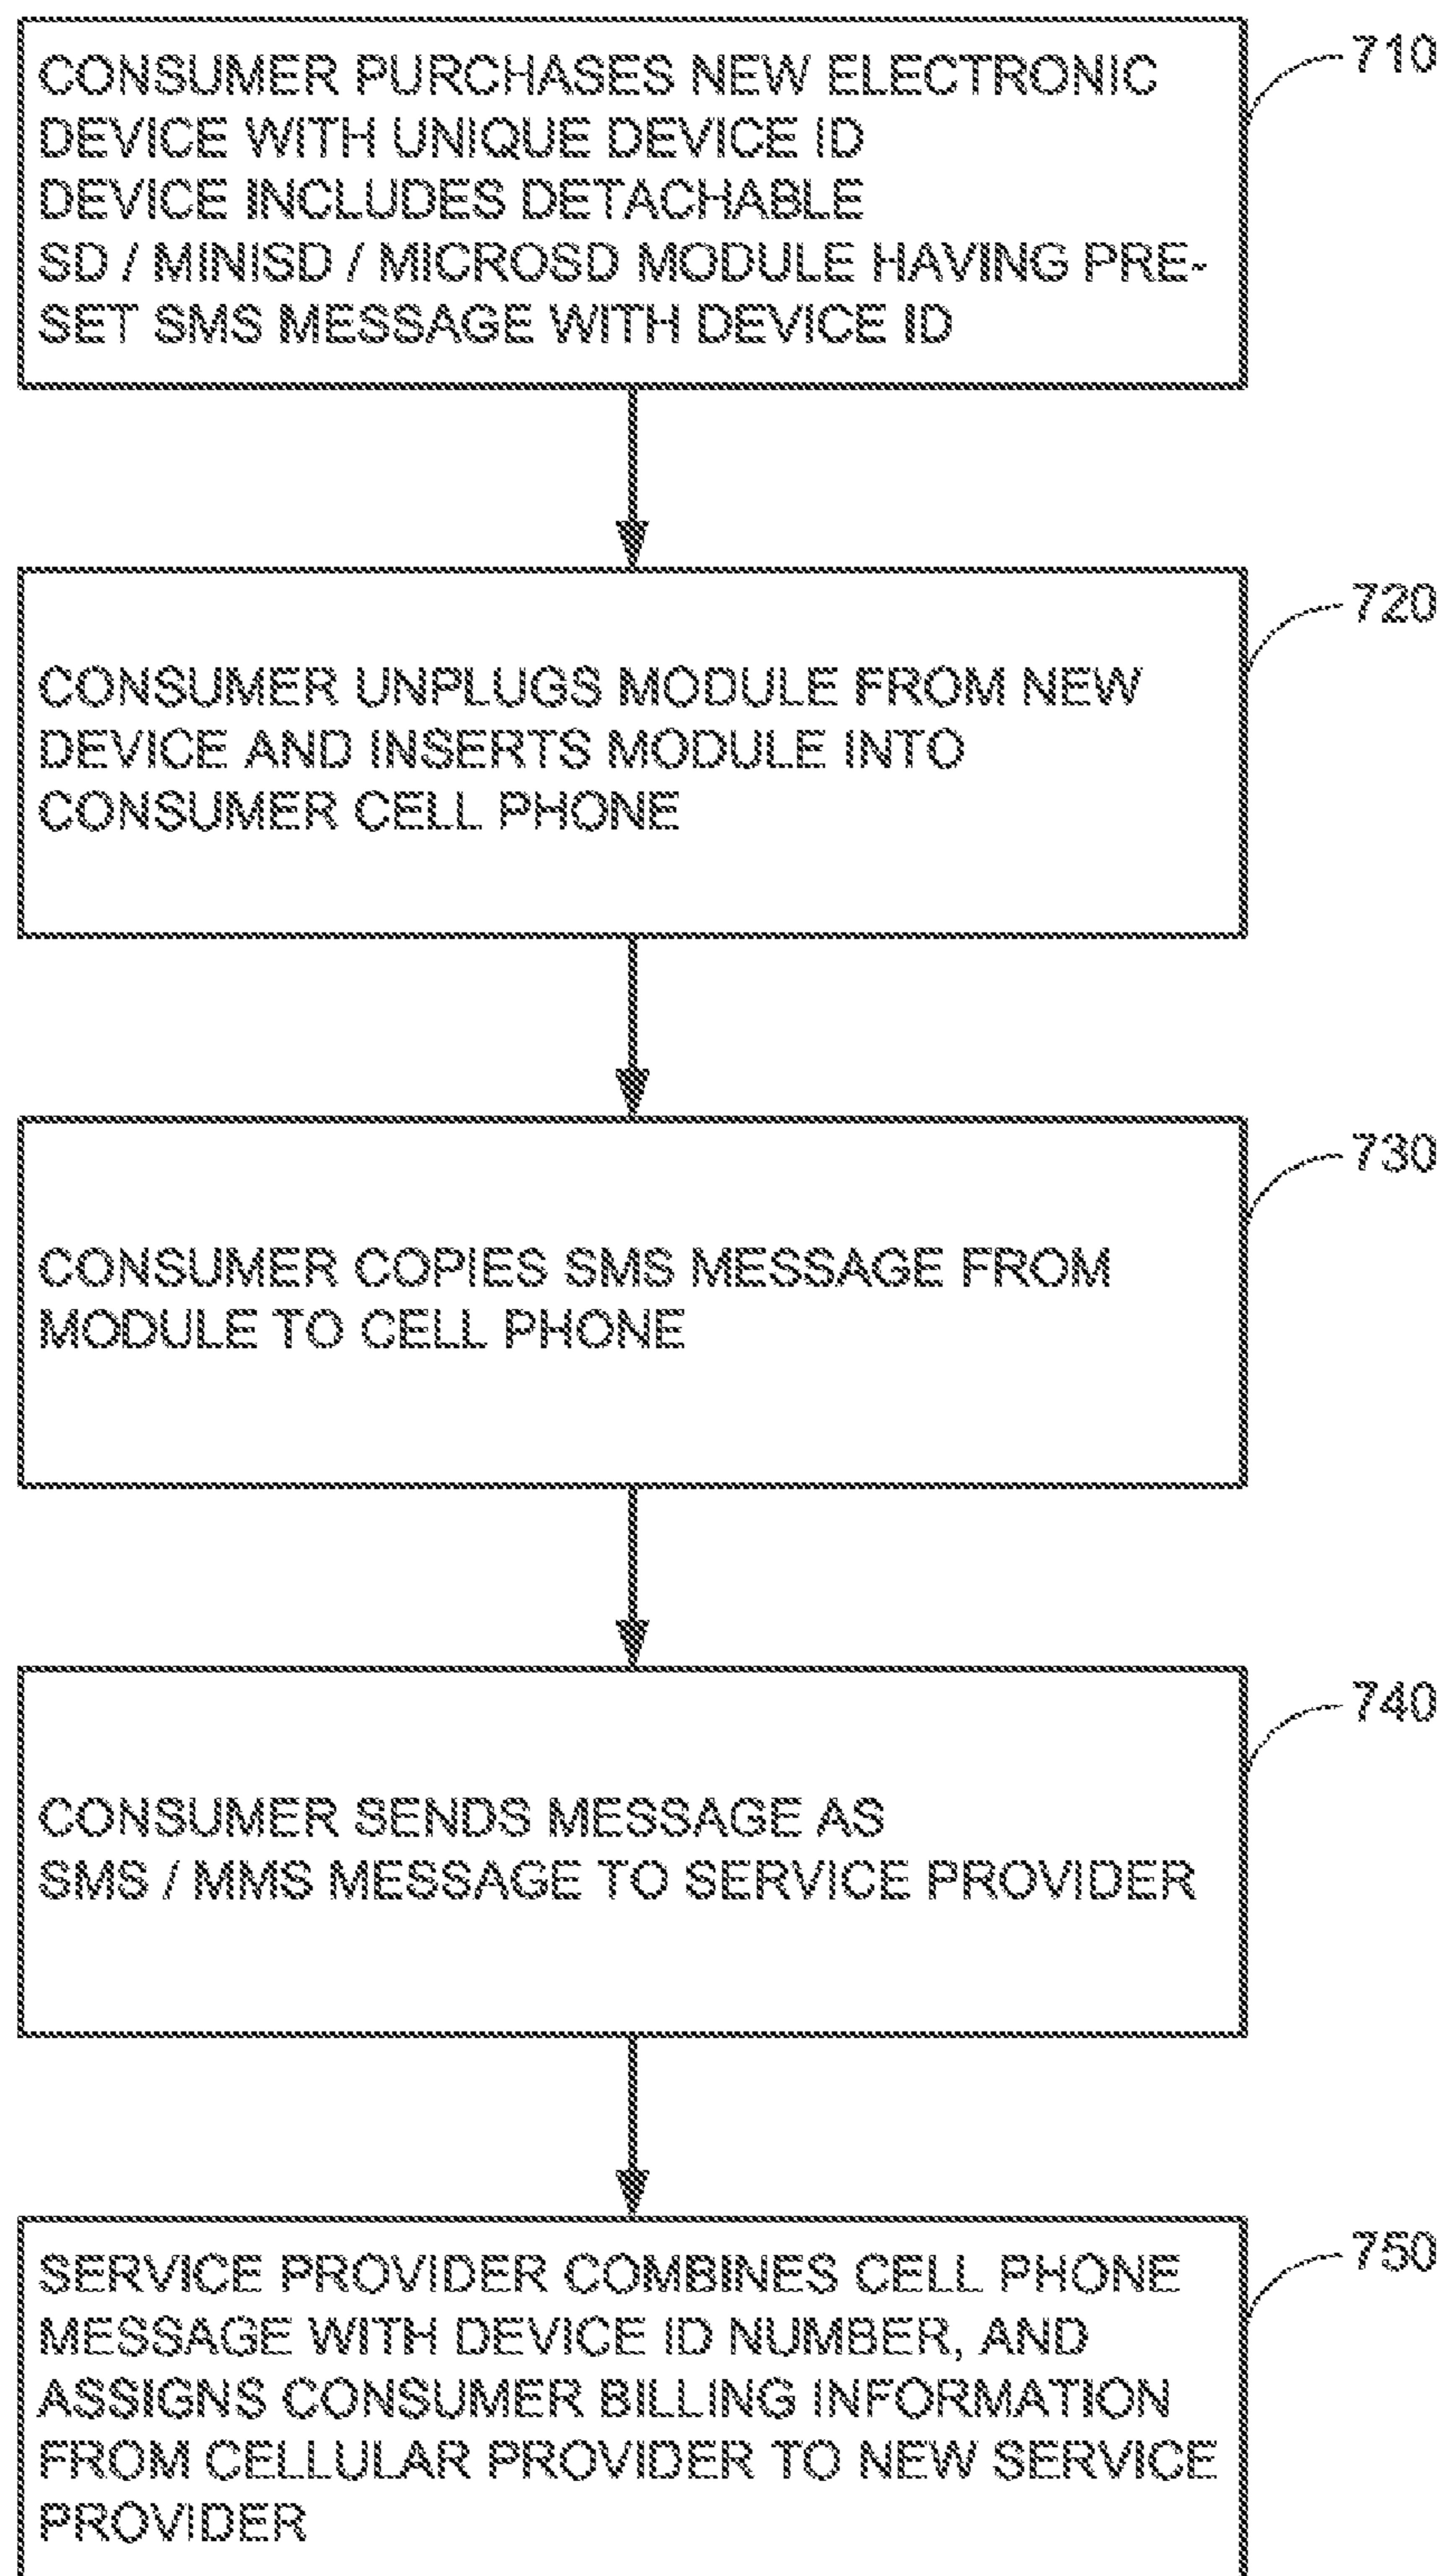 CONSUMER PURCHASES NEW ELECTRONIC
DEVICE WITH UNIQUE DEVICE ID
DEVICE INCLUDES DETACHABLE
SD / MINISD / MICROSD MODULE HAVING PRE-
SET SMS MESSAGE WITH DEVICE ID
710
CONSUMER UNPLUGS MODULE FROM NEW
DEVICE AND INSERTS MODULE INTO
CONSUMER CELL PHONE
720
CONSUMER COPIES SMS MESSAGE FROM
MODULE TO CELL PHONE
730
CONSUMER SENDS MESSAGE AS
SMS / MMS MESSAGE TO SERVICE PROVIDER
740
SERVICE PROVIDER COMBINES CELL PHONE
MESSAGE WITH DEVICE ID NUMBER, AND
ASSIGNS CONSUMER BILLING INFORMATION
FROM CELLULAR PROVIDER TO NEW SERVICE
PROVIDER
750